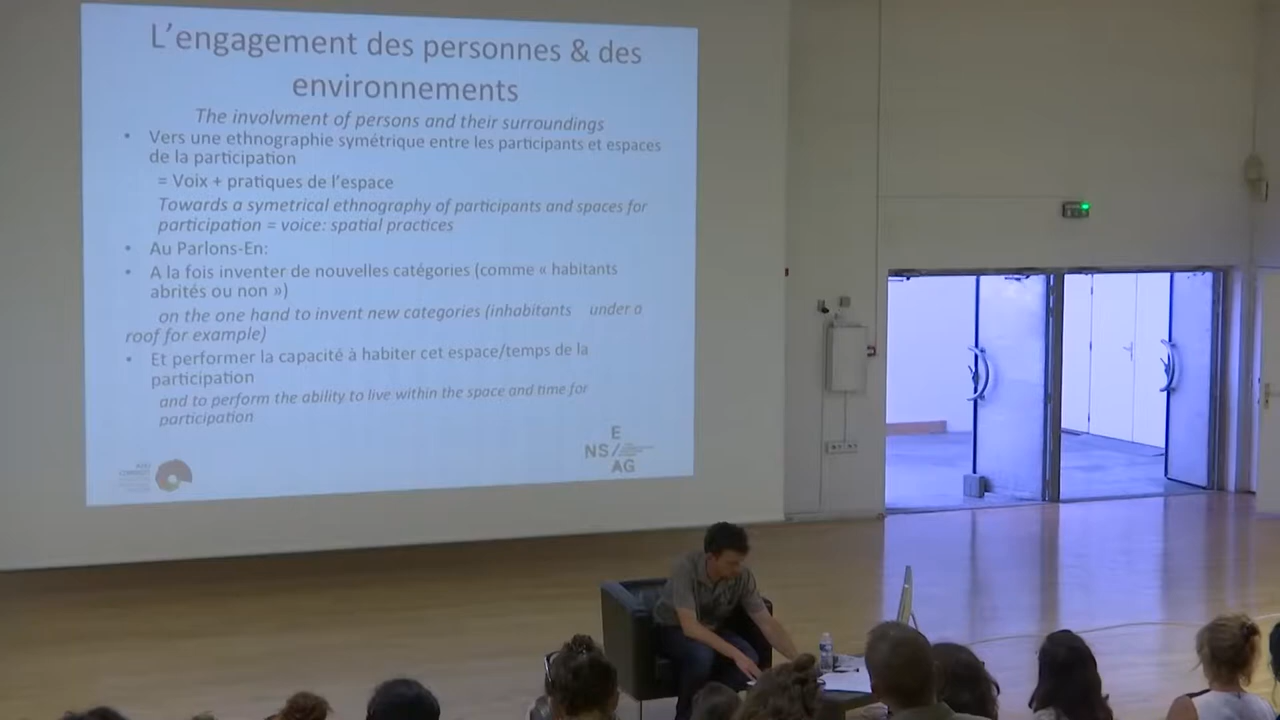 L'engagement des personnes & des
environnements
The involvment of persons and their surroundings
• Vers une ethnographie symétrique entre les participants et espaces
de la participation
= Voix + pratiques de l'espace
Towards a symetrical ethnography of participants and spaces for
participation = voice: spatial practices
• Au Parlons-En:
• A la fois inventer de nouvelles catégories (comme « habitants
abrités ou non »)
on the one hand to invent new categories (inhabitants under a
roof for example)
• Et performer la capacité à habiter cet espace/temps de la
participation
and to perform the ability to live within the space and time for
participation
E
NS/
AG